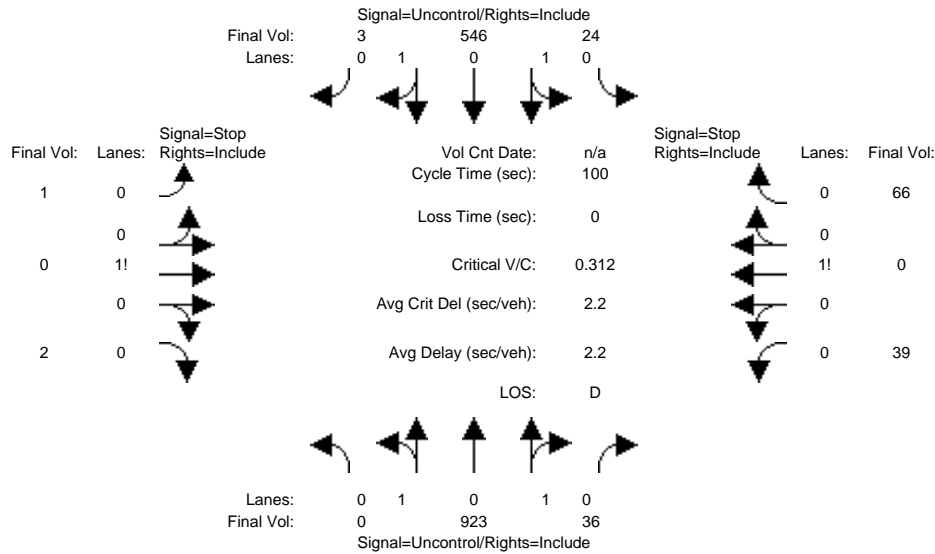 Signal=Uncontrol/Rights=Include
Final Vol: 3 546 24
Lanes: 0 1 0 1 0
Signal=Stop Signal=Stop
Final Vol: Lanes: Rights=Include Vol Cnt Date: n/a Rights=Include Lanes: Final Vol:
Cycle Time (sec): 100
1 0 0 66
Loss Time (sec): 0
0 0
0 1! Critical V/C: 0.312 1! 0
0 Avg Crit Del (sec/veh): 2.2 0
2 0 Avg Delay (sec/veh): 2.2 0 39
LOS: D
Lanes: 0 1 0 1 0
Final Vol: 0 923 36
Signal=Uncontrol/Rights=Include